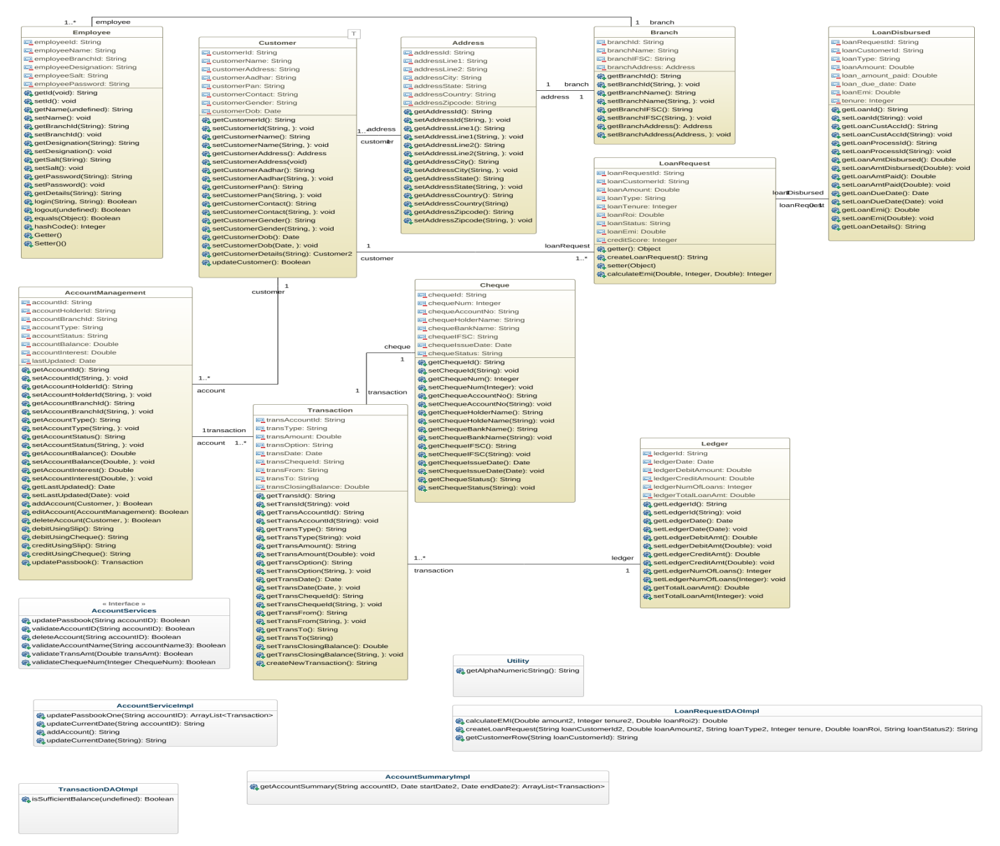 1..* employee
1 branch
Employee
employeeId: String
employeeName: String
employeeBranchId: String
employeeDesignation: String
employeeSalt: String
employeePassword: String
getId(void): String
setId(): void
getName(undefined): String
setName(): void
getBranchId(String): String
setBranchId(): void
getDesignation(String): String
setDesignation(): void
getSalt(String): String
setSalt(): void
getPassword(String): String
setPassword(): void
getDetails(String): String
login(String, String): Boolean
logout(undefined): Boolean
equals(Object): Boolean
hashCode(): Integer
Getter()
Setter()()
T
Customer
customerId: String
customerName: String
customerAddress: String
customerAadhar: String
customerPan: String
customerContact: String
customerGender: String
customerDob: Date
getCustomerId(): String
setCustomerId(String, ): void
getCustomerName(): String
setCustomerName(String, ): void
getCustomerAddress(): Address
setCustomerAddress(void)
getCustomerAadhar(): String
setCustomerAadhar(String, ): void
getCustomerPan(): String
setCustomerPan(String, ): void
getCustomerContact(): String
setCustomerContact(String, ): void
getCustomerGender(): String
setCustomerGender(String, ): void
getCustomerDob(): Date
setCustomerDob(Date, ): void
getCustomerDetails(String): Customer2
updateCustomer(): Boolean
address
customer
Address
addressId: String
addressLine1: String
addressLine2: String
addressCity: String
addressState: String
addressCountry: String
addressZipcode: String
getAddressId(): String
setAddressId(String, ): void
getAddressLine1(): String
setAddressLine1(String, ): void
getAddressLine2(): String
setAddressLine2(String, ): void
getAddressCity(): String
setAddressCity(String, ): void
getAddressState(): String
setAddressState(String, ): void
getAddressCountry(): String
setAddressCountry(String)
getAddressZipcode(): String
setAddressZipcode(String, ): void
1 branch
address 1
Branch
branchId: String
branchName: String
branchIFSC: String
branchAddress: Address
getBranchId(): String
setBranchId(String, ): void
getBranchName(): String
setBranchName(String, ): void
getBranchIFSC(): String
setBranchIFSC(String, ): void
getBranchAddress(): Address
setBranchAddress(Address, ): void
LoanDisbursed
loanRequestId: String
loanCustomerId: String
loanType: String
loanAmount: Double
loan_amount_paid: Double
loan_due_date: Date
loanEmi: Double
tenure: Integer
getLoanId(): String
setLoanId(String): void
getLoanCustAccId(): String
setLoanCustAccId(String): void
getLoanProcessId(): String
setLoanProcessId(String): void
getLoanAmtDisbursed(): Double
setLoanAmtDisbursed(Double): void
getLoanAmtPaid(): Double
setLoanAmtPaid(Double): void
getLoanDueDate(): Date
setLoanDueDate(Date): void
getLoanEmi(): Double
setLoanEmi(Double): void
getLoanDetails(): String
LoanRequest
loanRequestId: String
loanCustomerId: String
loanAmount: Double
loanType: String
loanTenure: Integer
loanRoi: Double
loanStatus: String
loanEmi: Double
creditScore: Integer
getter(): Object
createLoanRequest(): String
setter(Object)
calculateEmi(Double, Integer, Double): Integer
loanDisbursed
loanRequest
1 loanRequest
customer 1..*
1
customer
AccountManagement
accountId: String
accountHolderId: String
accountBranchId: String
accountType: String
accountStatus: String
accountBalance: Double
accountInterest: Double
lastUpdated: Date
getAccountId(): String
setAccountId(String, ): void
getAccountHolderId(): String
setAccountHolderId(String, ): void
getAccountBranchId(): String
setAccountBranchId(String, ): void
getAccountType(): String
setAccountType(String, ): void
getAccountStatus(): String
setAccountStatus(String, ): void
getAccountBalance(): Double
setAccountBalance(Double, ): void
getAccountInterest(): Double
setAccountInterest(Double, ): void
getLastUpdated(): Date
setLastUpdated(Date): void
addAccount(Customer, ): Boolean
editAccount(AccountManagement): Boolean
deleteAccount(Customer, ): Boolean
debitUsingSlip(): String
debitUsingCheque(): String
creditUsingSlip(): String
creditUsingCheque(): String
updatePassbook(): Transaction
1..*
account
1transaction
account 1..*
cheque
1
1 transaction
Cheque
chequeId: String
chequeNum: Integer
chequeAccountNo: String
chequeHolderName: String
chequeBankName: String
chequeIFSC: String
chequeIssueDate: Date
chequeStatus: String
getChequeId(): String
setChequeId(String): void
getChequeNum(): Integer
setChequeNum(Integer): void
getChequeAccountNo(): String
setChequeAccountNo(String): void
getChequeHolderName(): String
setChequeHoldeName(String): void
getChequeBankName(): String
setChequeBankName(String): void
getChequeIFSC(): String
setChequeIFSC(String): void
getChequeIssueDate(): Date
setChequeIssueDate(Date): void
getChequeStatus(): String
setChequeStatus(String): void
Transaction
transAccountId: String
transType: String
transAmount: Double
transOption: String
transDate: Date
transChequeId: String
transFrom: String
transTo: String
transClosingBalance: Double
getTransId(): String
setTransId(String): void
getTransAccountId(): String
setTransAccountId(String): void
getTransType(): String
setTransType(String): void
getTransAmount(): String
setTransAmount(Double): void
getTransOption(): String
setTransOption(String, ): void
getTransDate(): Date
setTransDate(Date, ): void
getTransChequeId(): String
setTransChequeId(String, ): void
getTransFrom(): String
setTransFrom(String, ): void
getTransTo(): String
setTransTo(String)
setTransClosingBalance(): Double
getTransClosingBalance(String, ): void
createNewTransaction(): String
1..* ledger
transaction 1
Ledger
ledgerId: String
ledgerDate: Date
ledgerDebitAmount: Double
ledgerCreditAmount: Double
ledgerNumOfLoans: Integer
ledgerTotalLoanAmt: Double
getLedgerId(): String
setLedgerId(String): void
getLedgerDate(): Date
setLedgerDate(Date): void
getLedgerDebitAmt(): Double
setLedgerDebitAmt(Double): void
getLedgerCreditAmt(): Double
setLedgerCreditAmt(Double): void
getLedgerNumOfLoans(): Integer
setLedgerNumOfLoans(Integer): void
getTotalLoanAmt(): Double
setTotalLoanAmt(Integer): void
« Interface »
AccountServices
updatePassbook(String accountID): Boolean
validateAccountID(String accountID): Boolean
deleteAccount(String accountID): Boolean
validateAccountName(String accountName3): Boolean
validateTransAmt(Double transAmt): Boolean
validateChequeNum(Integer ChequeNum): Boolean
Utility
getAlphaNumericString(): String
AccountServiceImpl
updatePassbookOne(String accountID): ArrayList<Transaction>
updateCurrentDate(String accountID): String
addAccount(): String
updateCurrentDate(String): String
LoanRequestDAOImpl
calculateEMI(Double amount2, Integer tenure2, Double loanRoi2): Double
createLoanRequest(String loanCustomerId2, Double loanAmount2, String loanType2, Integer tenure, Double loanRoi, String loanStatus2): String
getCustomerRow(String loanCustomerId): String
AccountSummaryImpl
getAccountSummary(String accountID, Date startDate2, Date endDate2): ArrayList<Transaction>
TransactionDAOImpl
isSufficientBalance(undefined): Boolean